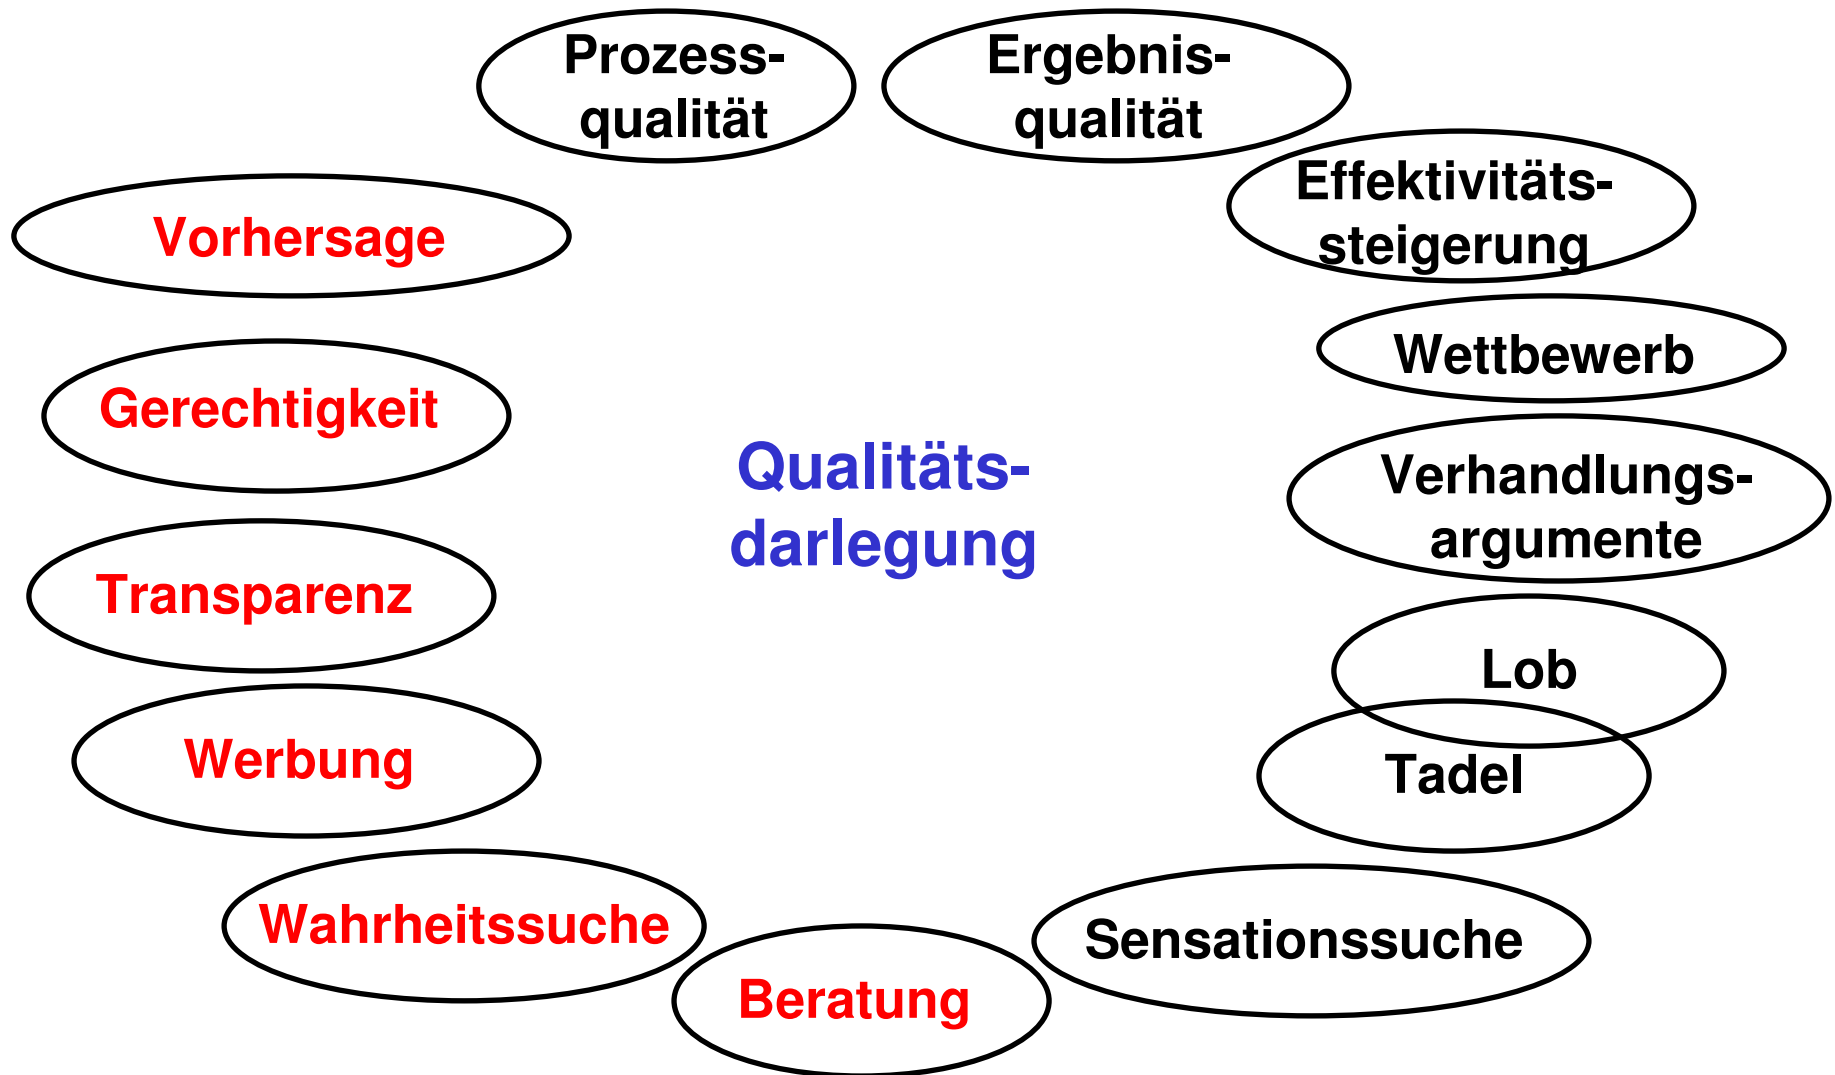 Prozess-
qualität
Ergebnis-
qualität
Effektivitäts-
steigerung
Vorhersage
Wettbewerb
Gerechtigkeit
Qualitäts-
darlegung
Verhandlungs-
argumente
Transparenz
Lob
Werbung
Tadel
Wahrheitssuche
Sensationssuche
Beratung